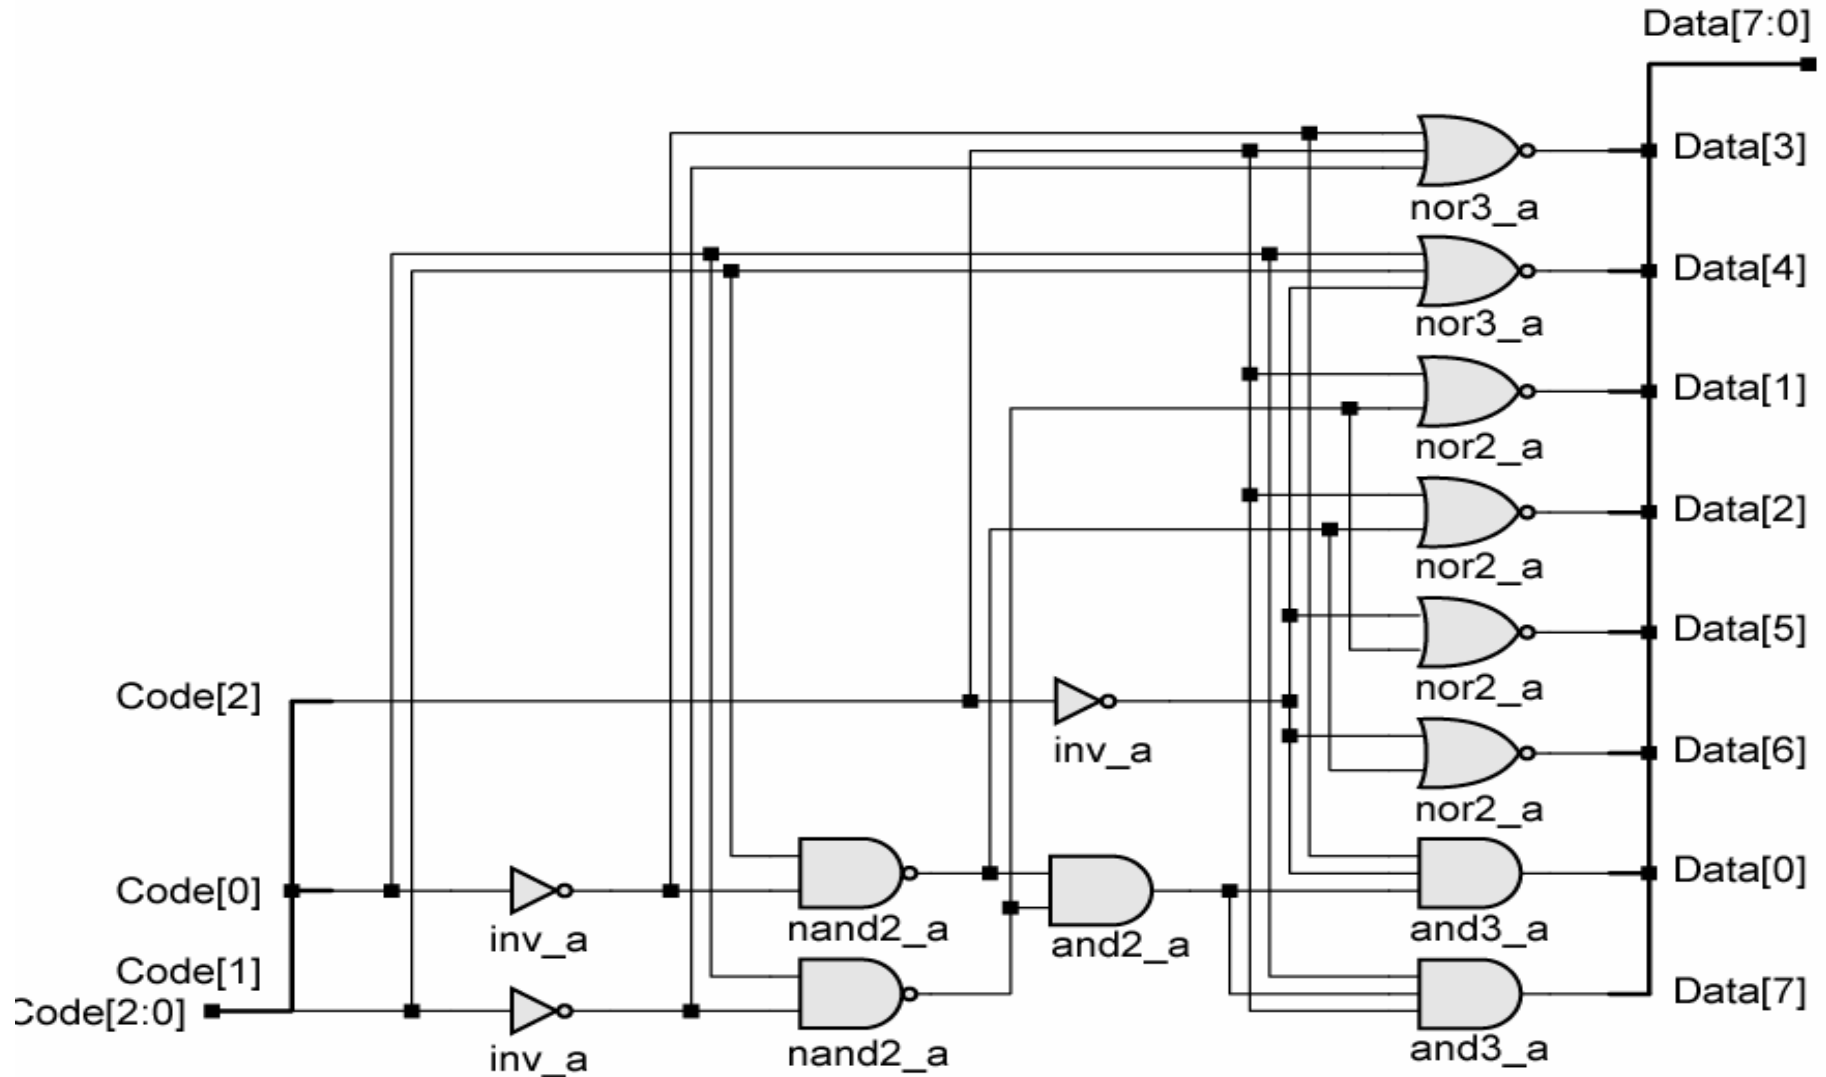 Data[7:0]
Data[3]
nor3_a
Data[4]
nor3_a
Data[1]
nor2_a
Data[2]
nor2_a
Data[5]
nor2_a
Code[2]
inv_a
Data[6]
nor2_a
Code[0]
inv_a
nand2_a
and2_a
Data[0]
and3_a
Code[1]
Code[2:0]
inv_a
nand2_a
Data[7]
and3_a